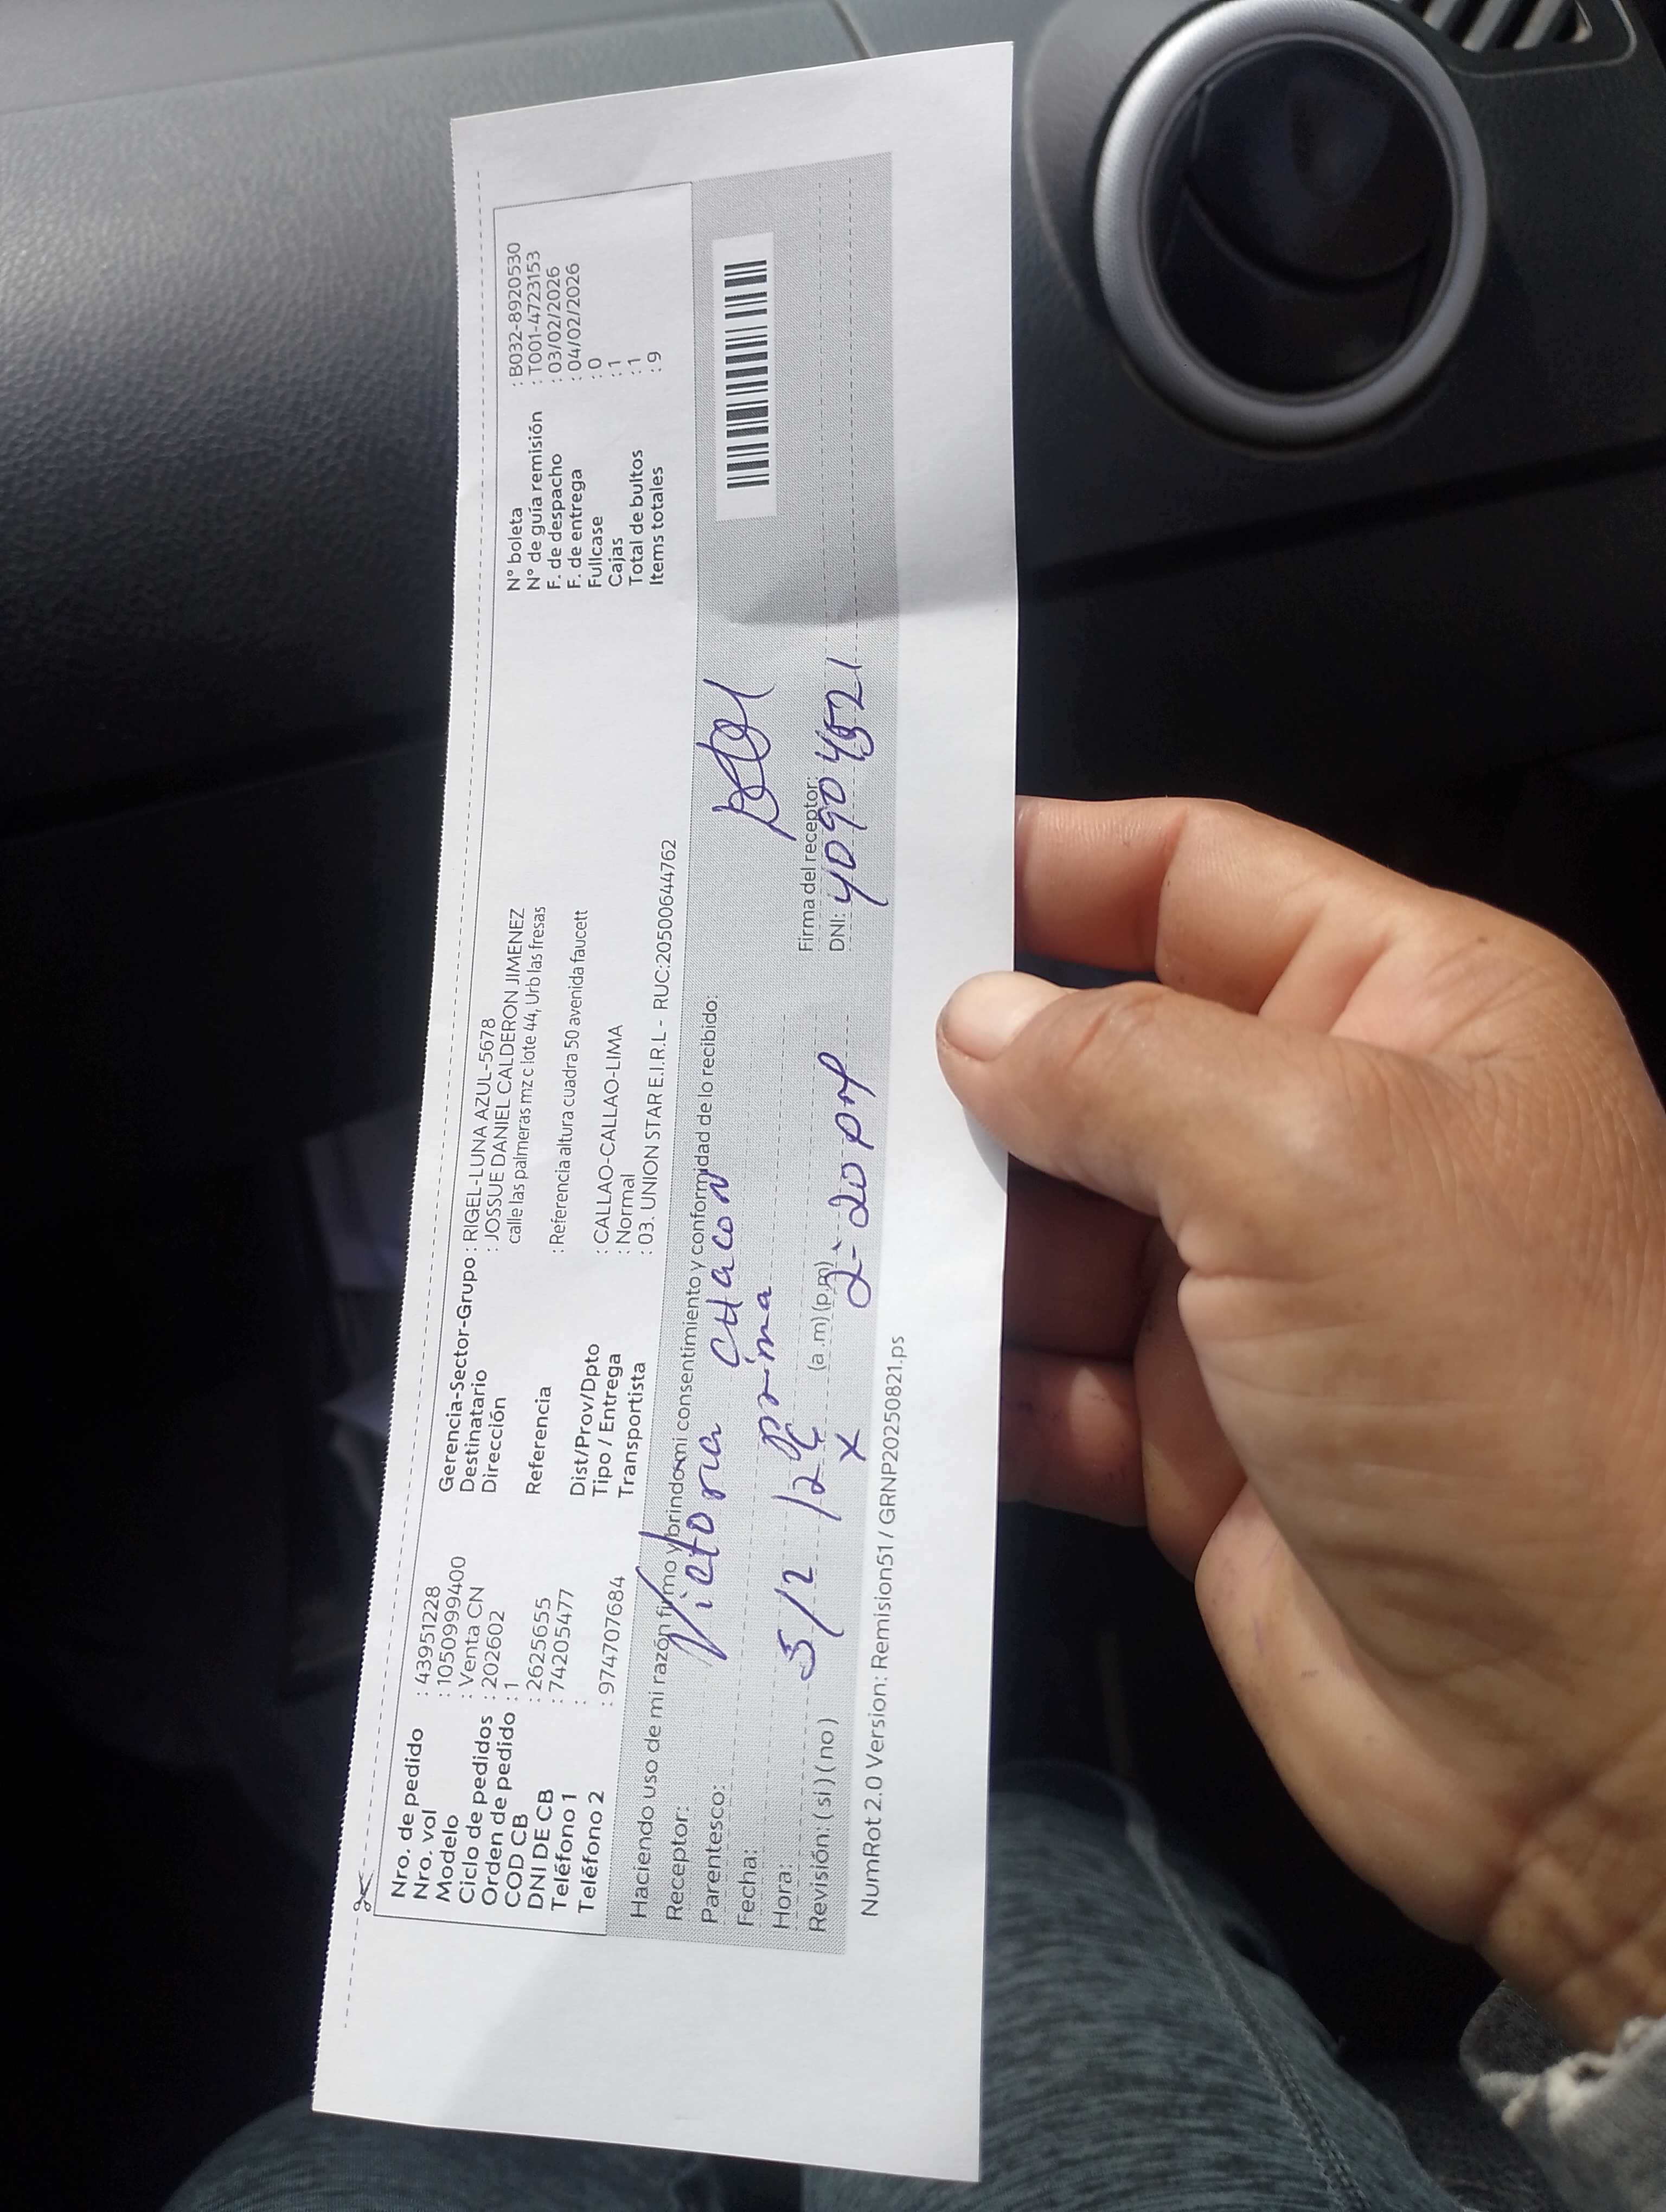 Nro. de pedido : 43951228
Nro. vol : 10509999400
Modelo : Venta CN
Ciclo de pedidos : 202602
Orden de pedido : 1
COD CB : 2625655
DNI DE CB : 74205477
Teléfono 1 :
Teléfono 2 : 974707684
Gerencia-Sector-Grupo : RIGEL-LUNA AZUL-5678
Destinatario : JOSSUE DANIEL CALDERON JIMENEZ
Dirección calle las palmeras mz c lote 44, Urb las fresas
Referencia : Referencia altura cuadra 50 avenida faucett
Dist/Prov/Dpto : CALLAO-CALLAO-LIMA
Tipo / Entrega : Normal
Transportista : 03. UNION STAR E.I.R.L - RUC:20500644762
N° boleta : B032-8920530
N° de guía remisión : T001-4723153
F. de despacho : 03/02/2026
F. de entrega : 04/02/2026
Fullcase : 0
Cajas : 1
Total de bultos : 1
Items totales : 9
Haciendo uso de mi razón firmo y brindo mi consentimiento y conformidad de lo recibido:
Receptor: Victoria CHacon
Parentesco: prima
Fecha: 5/2
Hora: (a.m) (p.m) 2-20 pm
Revisión: (si) (no) x
Firma del receptor:
DNI: 40904521
NumRot 2.0 Version: Remision51 / GRNP20250821.ps